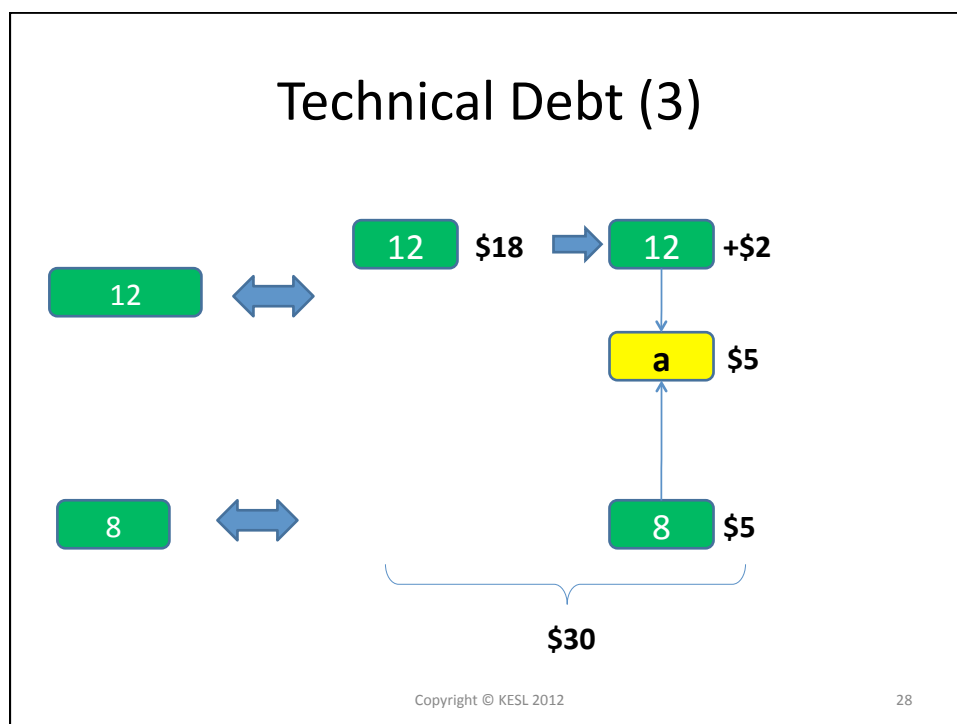 Technical Debt (3)
12 $18 12 +$2
12
a $5
8 8 $5
$30
Copyright © KESL 2012 28